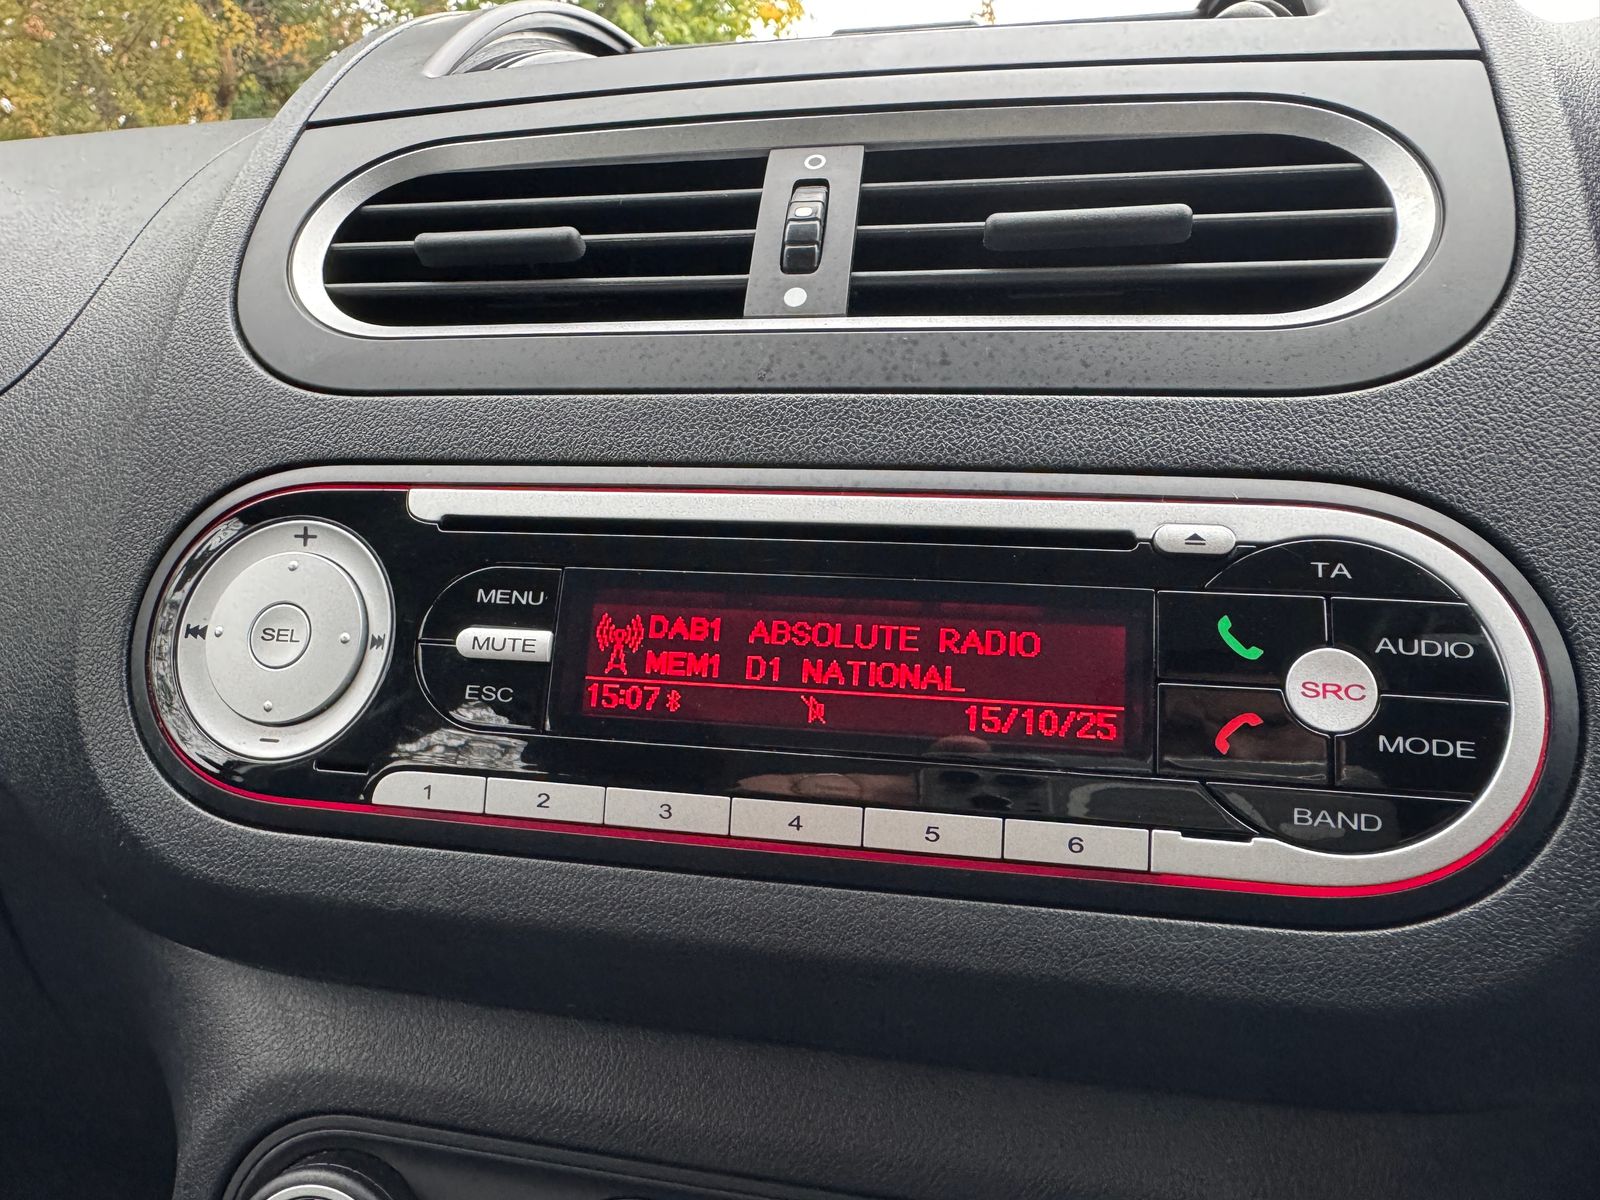 TA
MENU
SEL
MUTE
ESC
DAB1 ABSOLUTE RADIO
MEM1 D1 NATIONAL
15:07
15/10/25
AUDIO
SRC
MODE
BAND
1 2 3 4 5 6